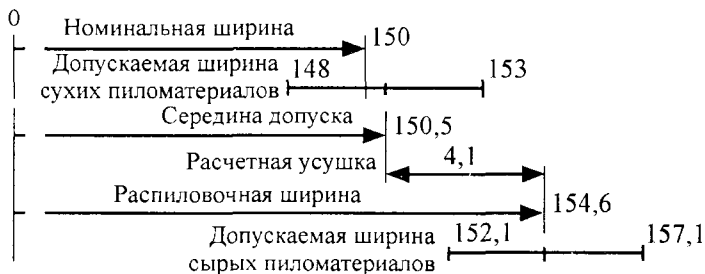 0
Номинальная ширина
150
Допускаемая ширина
148
153
сухих пиломатериалов
Середина допуска
150,5
Расчетная усушка
4,1
Распиловочная ширина
154,6
Допускаемая ширина
152,1
157,1
сырых пиломатериалов